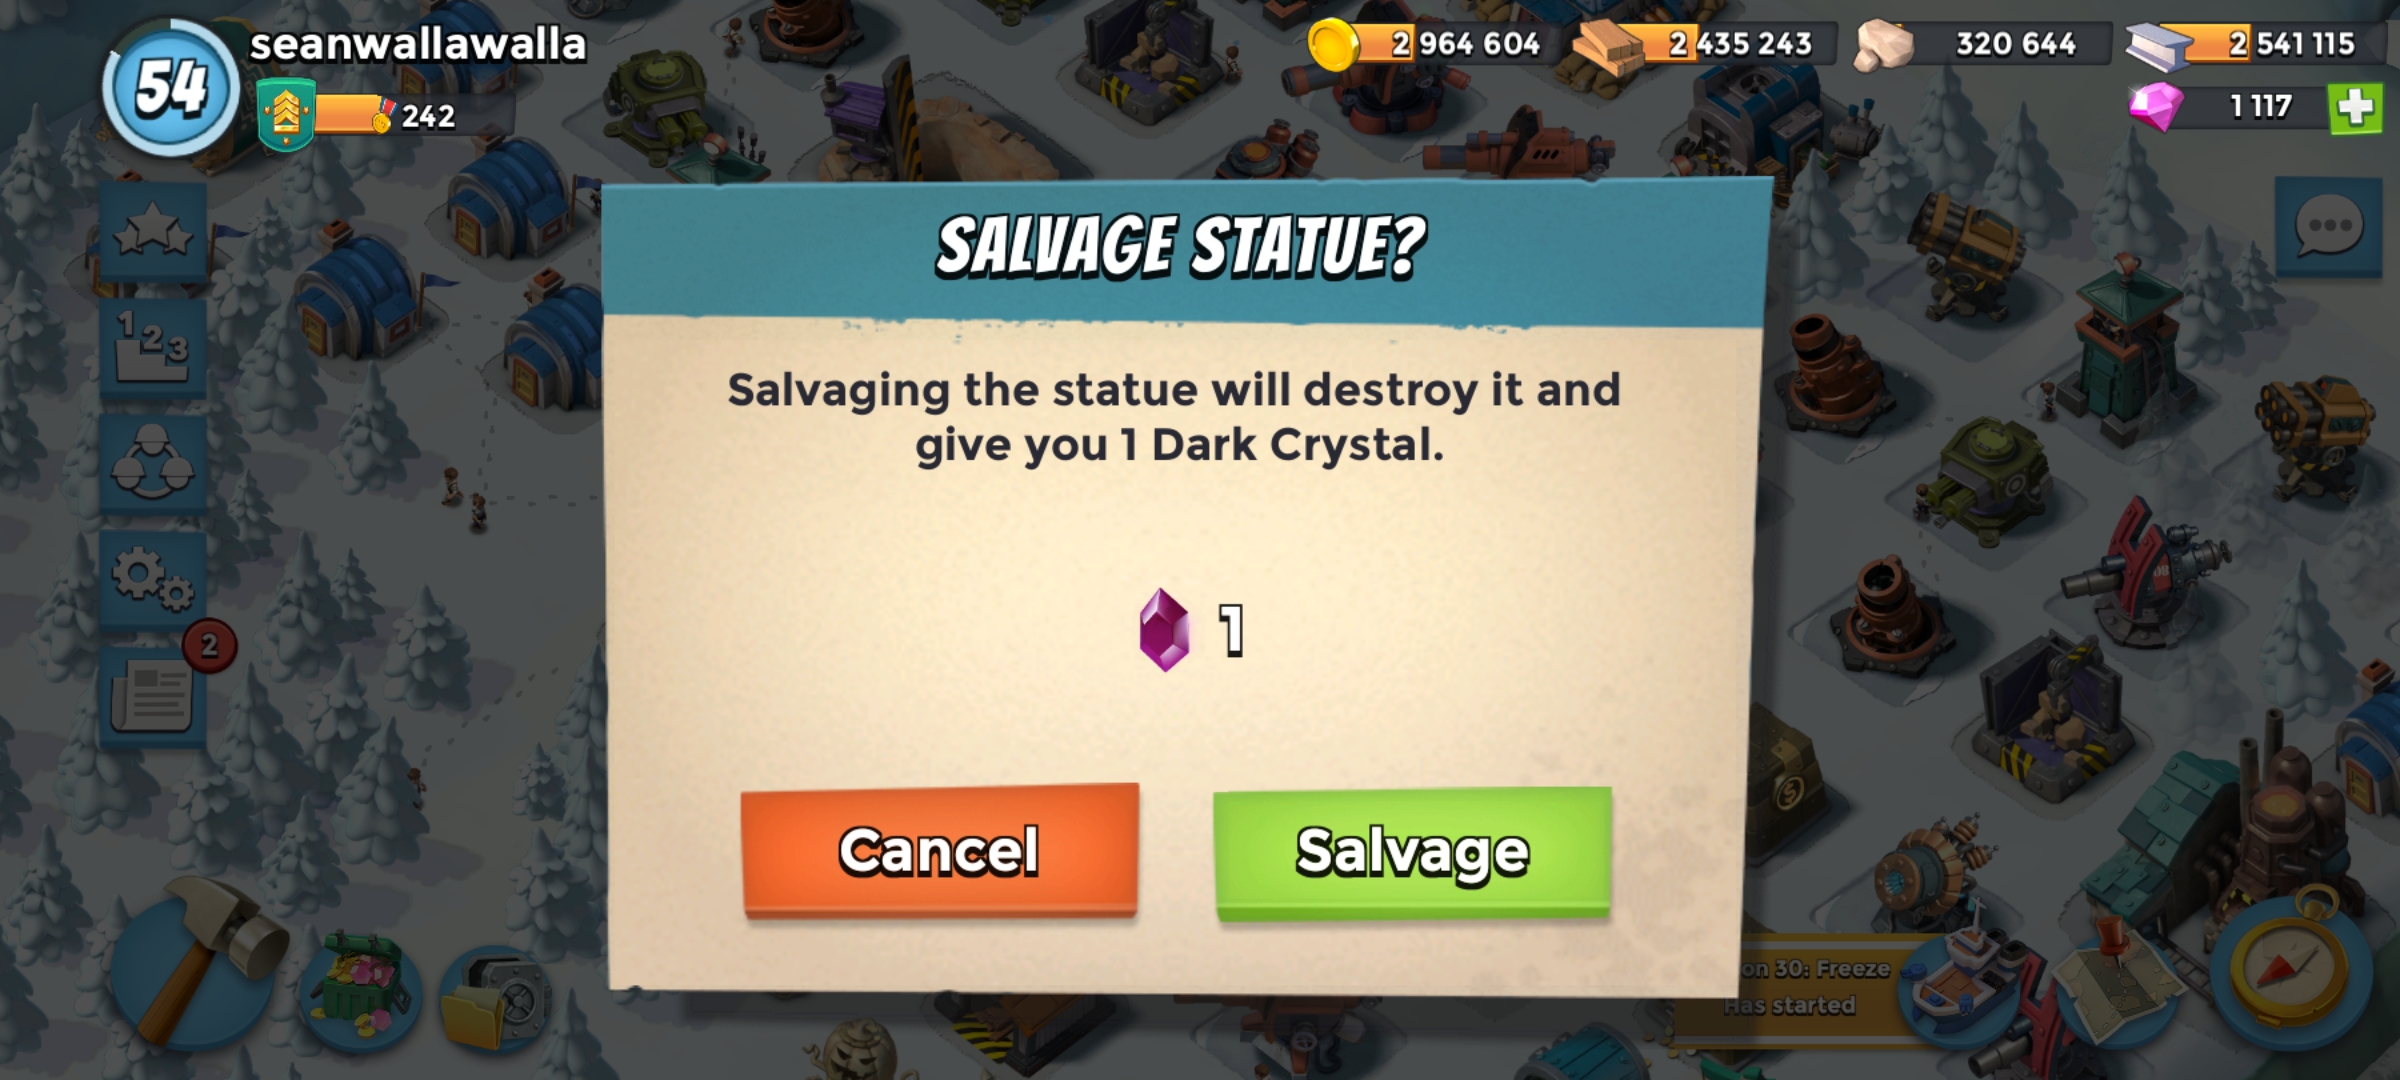 54
seanwallawalla
242
2 964 604
2 435 243
320 644
2 541 115
1 117
1 2 3
2
SALVAGE STATUE?
Salvaging the statue will destroy it and
give you 1 Dark Crystal.
1
Cancel
Salvage
on 30: Freeze
Has started